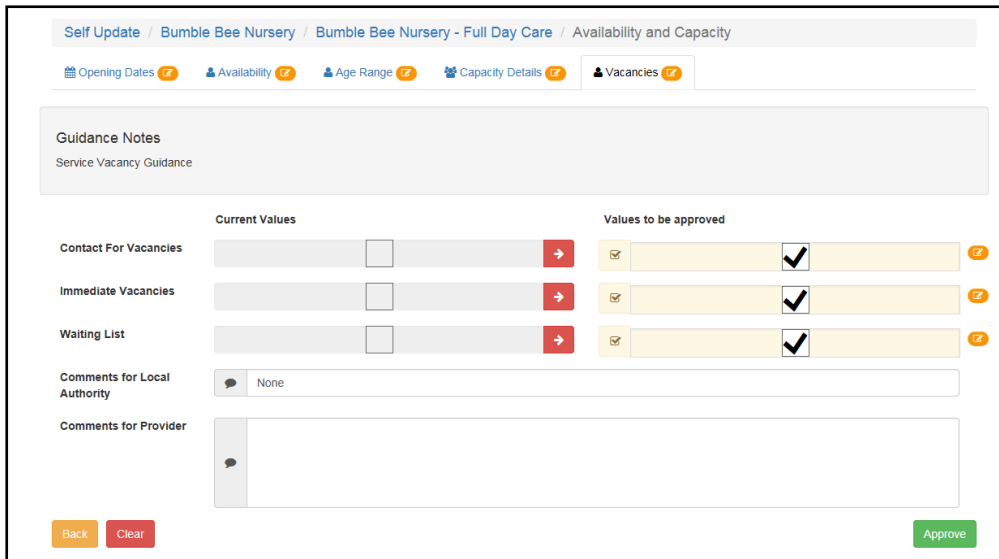 Self Update / Bumble Bee Nursery / Bumble Bee Nursery - Full Day Care / Availability and Capacity
Opening Dates Availability Age Range Capacity Details Vacancies
Guidance Notes
Service Vacancy Guidance
Current Values Values to be approved
Contact For Vacancies
Immediate Vacancies
Waiting List
Comments for Local
Authority
None
Comments for Provider
Back Clear Approve